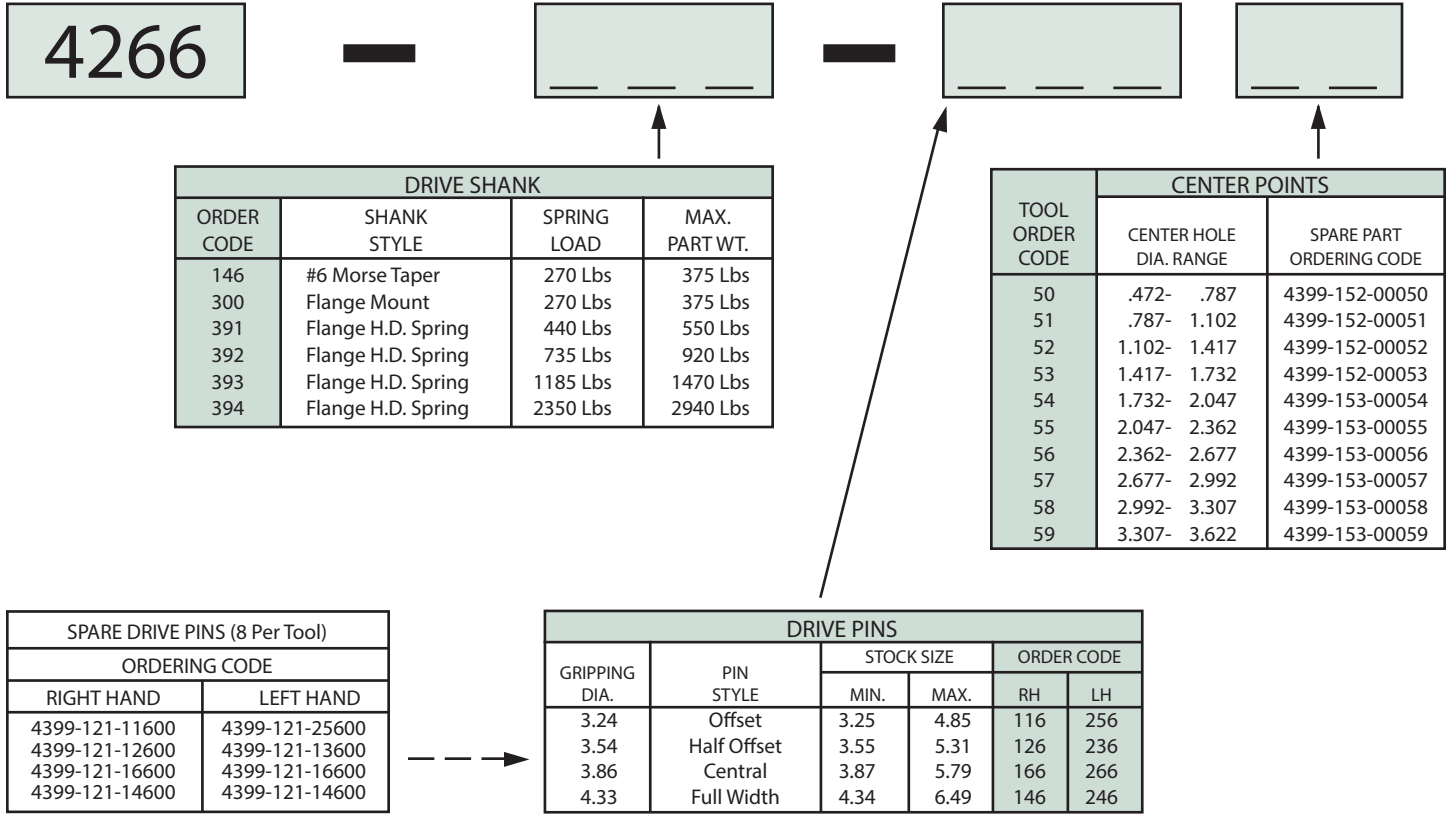 4266
DRIVE SHANK
ORDER CODE SHANK STYLE SPRING LOAD MAX. PART WT.
146 #6 Morse Taper 270 Lbs 375 Lbs
300 Flange Mount 270 Lbs 375 Lbs
391 Flange H.D. Spring 440 Lbs 550 Lbs
392 Flange H.D. Spring 735 Lbs 920 Lbs
393 Flange H.D. Spring 1185 Lbs 1470 Lbs
394 Flange H.D. Spring 2350 Lbs 2940 Lbs
CENTER POINTS
TOOL ORDER CODE CENTER HOLE DIA. RANGE SPARE PART ORDERING CODE
50 .472- .787 4399-152-00050
51 .787- 1.102 4399-152-00051
52 1.102- 1.417 4399-152-00052
53 1.417- 1.732 4399-152-00053
54 1.732- 2.047 4399-153-00054
55 2.047- 2.362 4399-153-00055
56 2.362- 2.677 4399-153-00056
57 2.677- 2.992 4399-153-00057
58 2.992- 3.307 4399-153-00058
59 3.307- 3.622 4399-153-00059
SPARE DRIVE PINS (8 Per Tool)
ORDERING CODE
RIGHT HAND LEFT HAND
4399-121-11600 4399-121-25600
4399-121-12600 4399-121-13600
4399-121-16600 4399-121-16600
4399-121-14600 4399-121-14600
DRIVE PINS
GRIPPING DIA. PIN STYLE STOCK SIZE ORDER CODE
MIN. MAX. RH LH
3.24 Offset 3.25 4.85 116 256
3.54 Half Offset 3.55 5.31 126 236
3.86 Central 3.87 5.79 166 266
4.33 Full Width 4.34 6.49 146 246